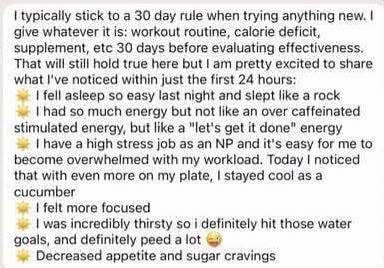 I typically stick to a 30 day rule when trying anything new. I
give whatever it is: workout routine, calorie deficit,
supplement, etc 30 days before evaluating effectiveness.
That will still hold true here but I am pretty excited to share
what I've noticed within just the first 24 hours:
☀️ I fell asleep so easy last night and slept like a rock
☀️ I had so much energy but not like an over caffeinated
stimulated energy, but like a "let's get it done" energy
☀️ I have a high stress job as an NP and it's easy for me to
become overwhelmed with my workload. Today I noticed
that with even more on my plate, I stayed cool as a
cucumber
☀️ I felt more focused
☀️ I was incredibly thirsty so i definitely hit those water
goals, and definitely peed a lot 😅
☀️ Decreased appetite and sugar cravings